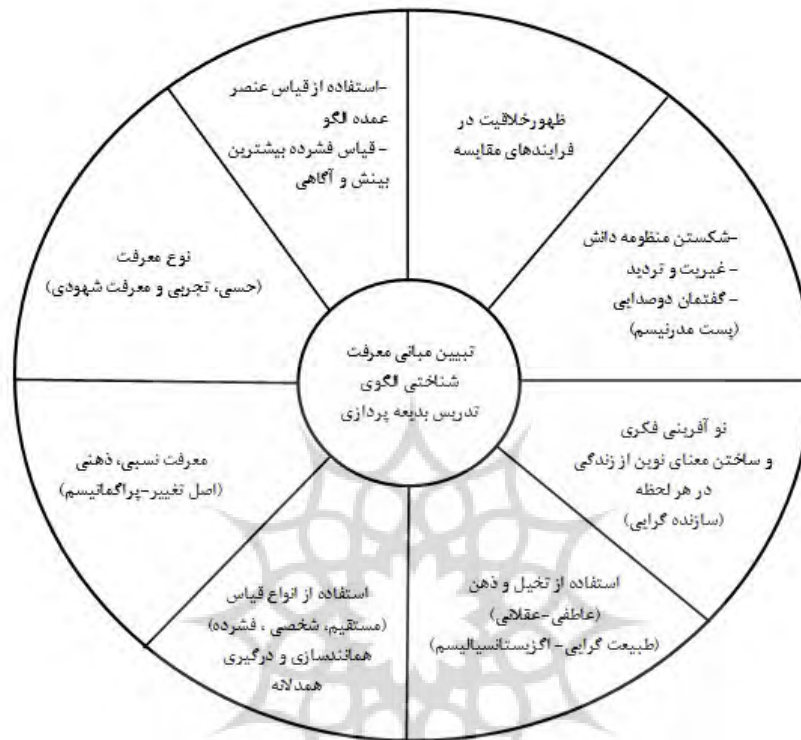 ظهورخلاقیت در
فرایندهای مقایسه
-شکستن منظومه دانش
- غیریت و تردید
- گفتمان دوصدایی
(پست مدرنیسم)
نو آفرینی فکری
و ساختن معنای نوین از زندگی
در هر لحظه
(سازنده گرایی)
استفاده از تخیل و ذهن
(عاطفی-عقلانی)
(طبیعت گرایی- اگزیستانسیالیسم)
استفاده از انواع قیاس
(مستقیم، شخصی ، فشرده)
همانندسازی و درگیری
همدلانه
معرفت نسبی، ذهنی
(اصل تغییر-پراگماتیسم)
نوع معرفت
(حسی، تجربی و معرفت شهودی)
-استفاده از قیاس عنصر
عمده الگو
- قیاس فشرده بیشترین
بینش و آگاهی
تبیین مبانی معرفت
شناختی الگوی
تدریس بدیعه پردازی